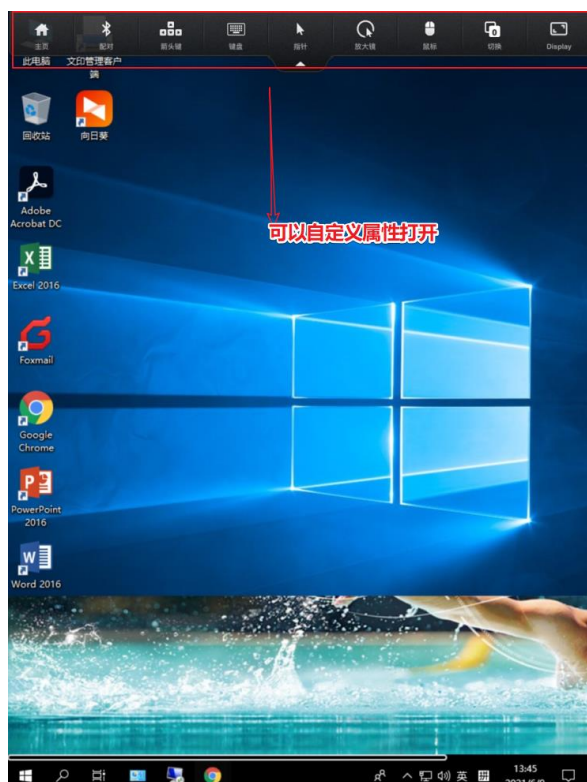 主页 配对 箭头键 键盘 指针 放大镜 鼠标 切换 Display
此电脑 文印管理客户
端
回收站 向日葵
可以自定义属性打开
Adobe
Acrobat DC
Excel 2016
Foxmail
Google
Chrome
PowerPoint
2016
Word 2016
英
13:45